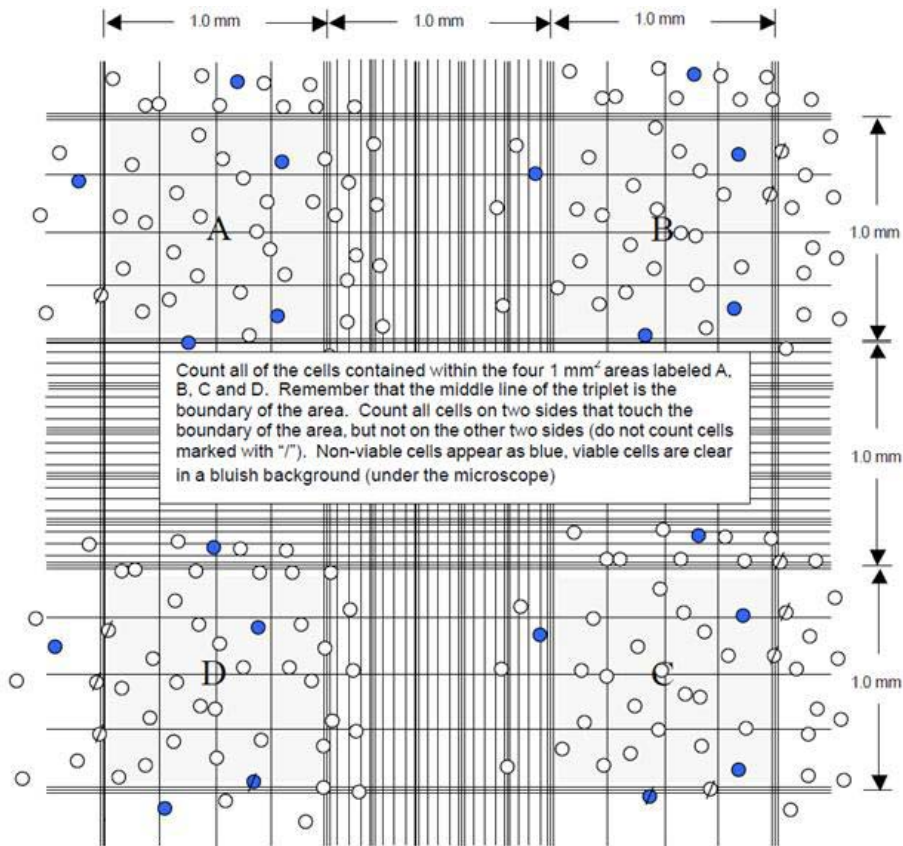 1.0 mm 1.0 mm 1.0 mm
A B
1.0 mm
Count all of the cells contained within the four 1 mm² areas labeled A,
B, C and D. Remember that the middle line of the triplet is the
boundary of the area. Count all cells on two sides that touch the
boundary of the area, but not on the other two sides (do not count cells
marked with "/"). Non-viable cells appear as blue, viable cells are clear
in a bluish background (under the microscope)
1.0 mm
D C
1.0 mm